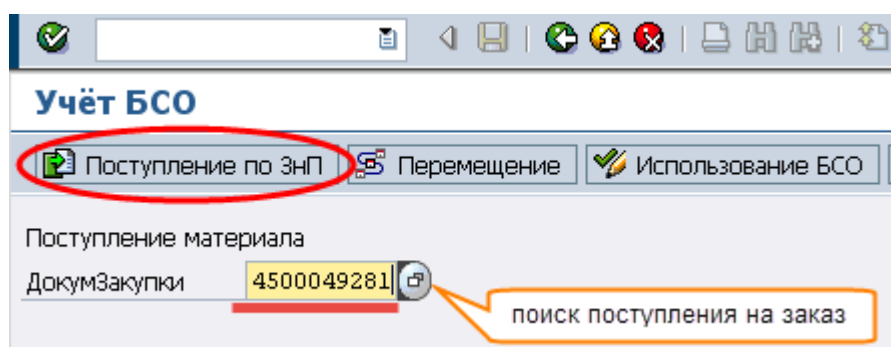 Учёт БСО
Поступление по ЗнП Перемещение Использование БСО
Поступление материала
ДокумЗакупки 4500049281
поиск поступления на заказ